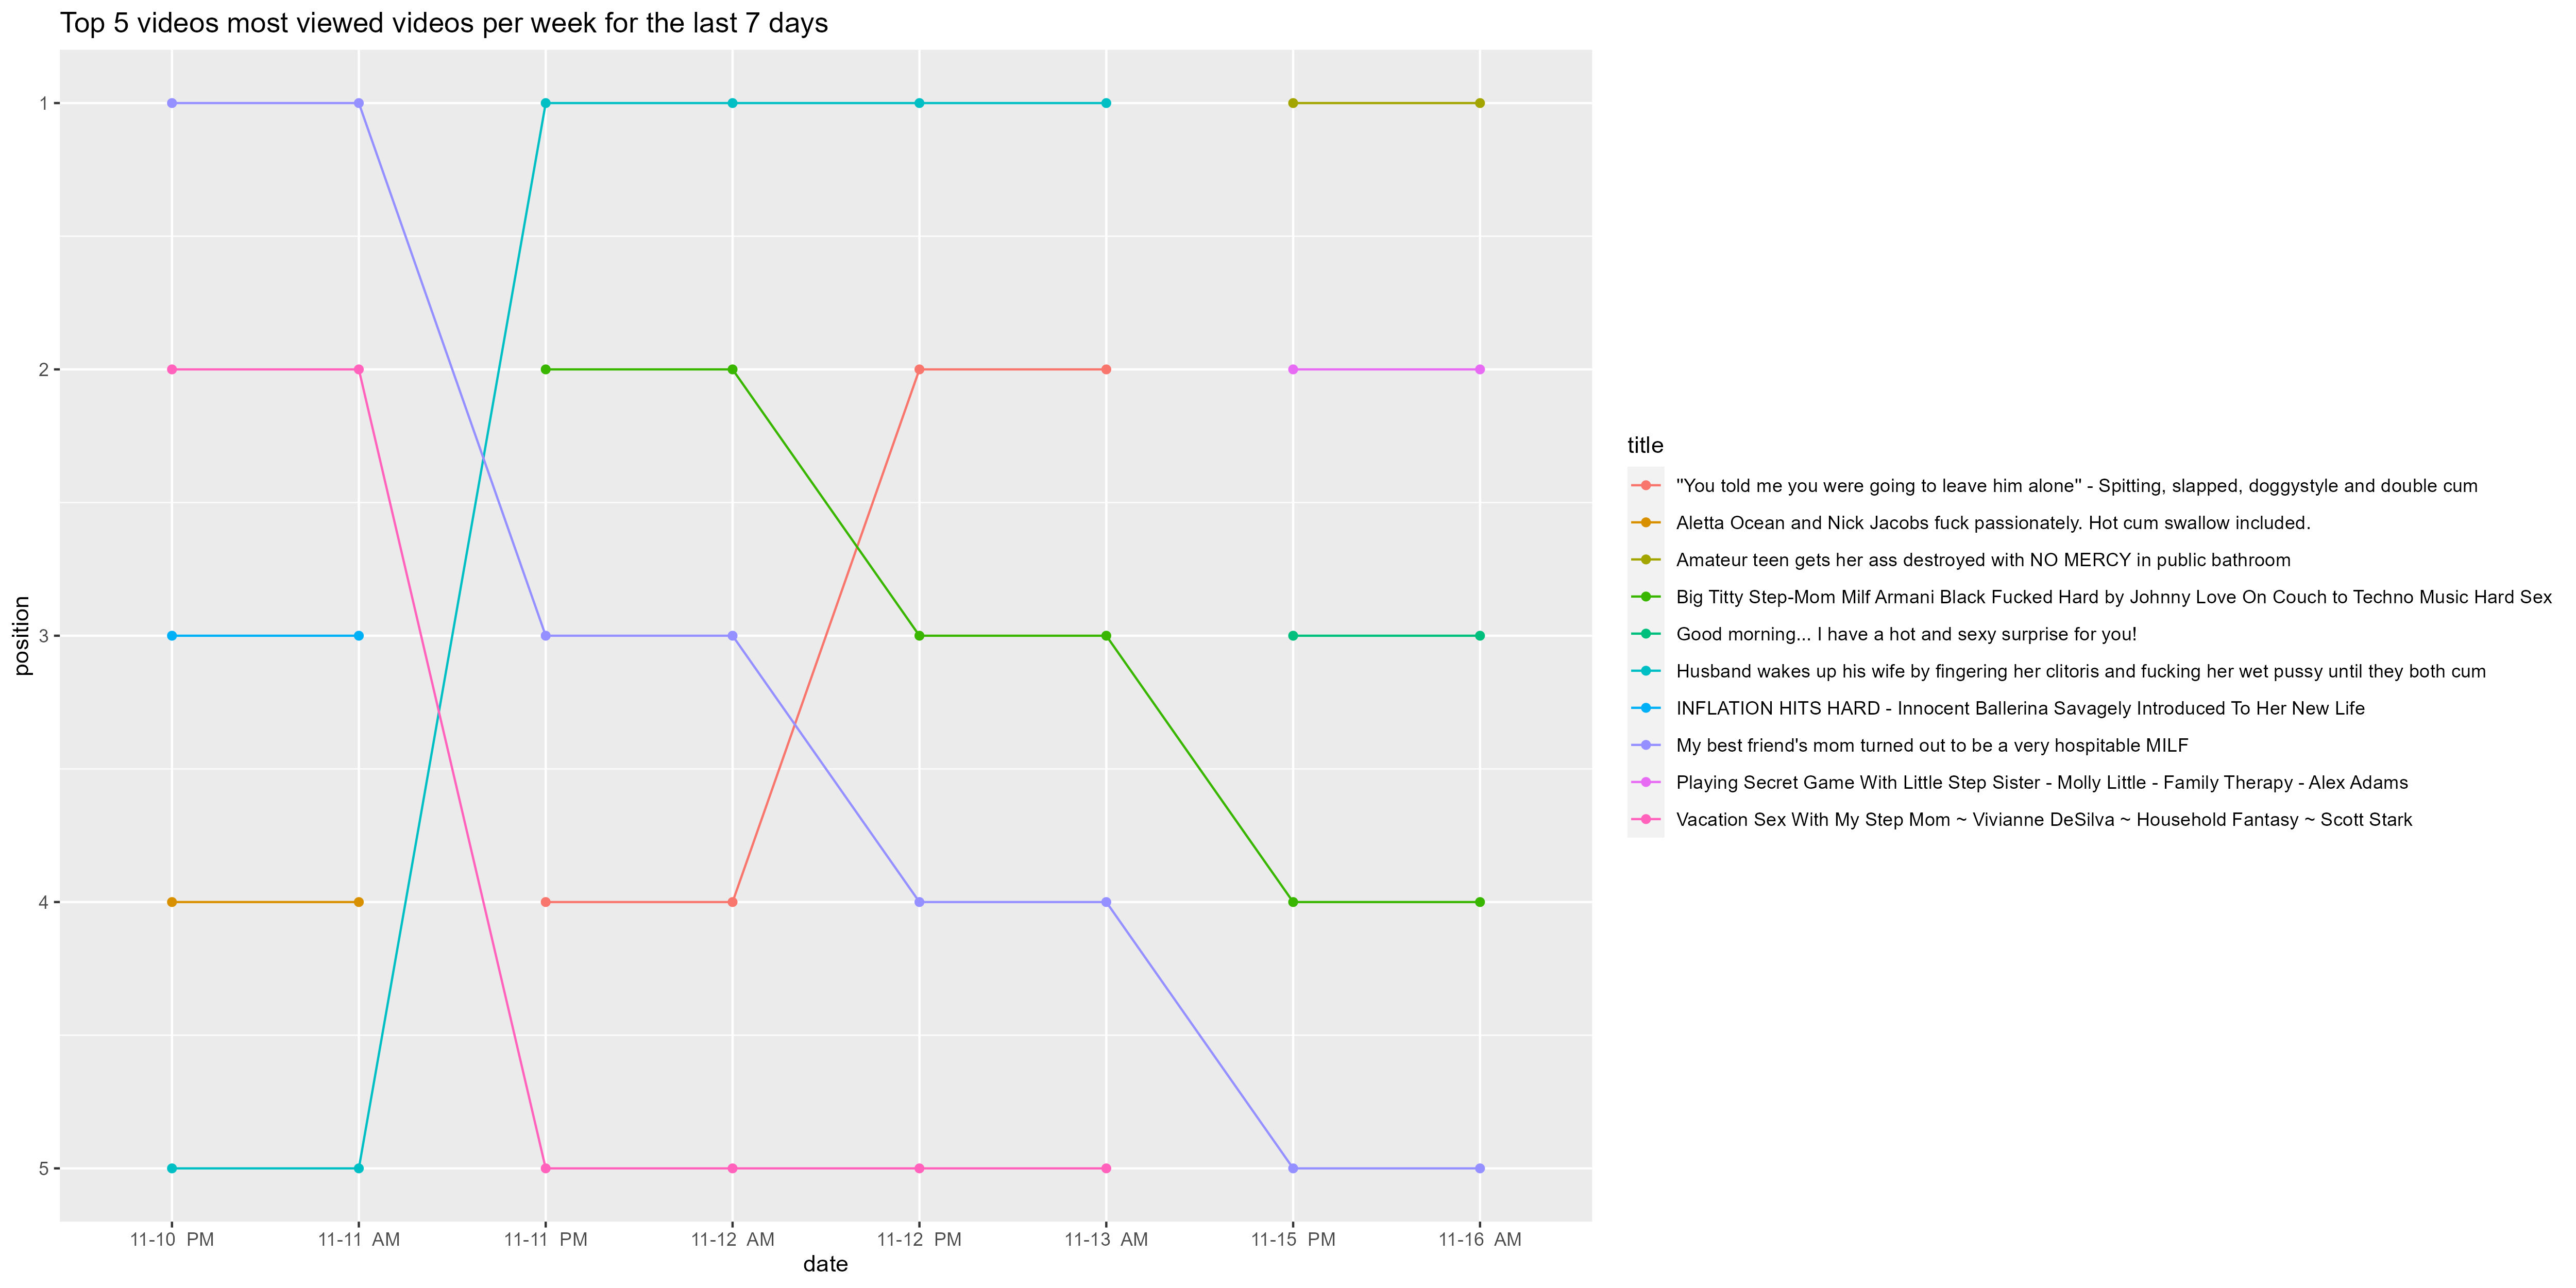 Top 5 videos most viewed videos per week for the last 7 days
1
2
3
4
5
position
11-10 PM
11-11 AM
11-11 PM
11-12 AM
11-12 PM
11-13 AM
11-15 PM
11-16 AM
date
title
"You told me you were going to leave him alone" - Spitting, slapped, doggystyle and double cum
Aletta Ocean and Nick Jacobs fuck passionately. Hot cum swallow included.
Amateur teen gets her ass destroyed with NO MERCY in public bathroom
Big Titty Step-Mom Milf Armani Black Fucked Hard by Johnny Love On Couch to Techno Music Hard Sex
Good morning... I have a hot and sexy surprise for you!
Husband wakes up his wife by fingering her clitoris and fucking her wet pussy until they both cum
INFLATION HITS HARD - Innocent Ballerina Savagely Introduced To Her New Life
My best friend's mom turned out to be a very hospitable MILF
Playing Secret Game With Little Step Sister - Molly Little - Family Therapy - Alex Adams
Vacation Sex With My Step Mom ~ Vivianne DeSilva ~ Household Fantasy ~ Scott Stark